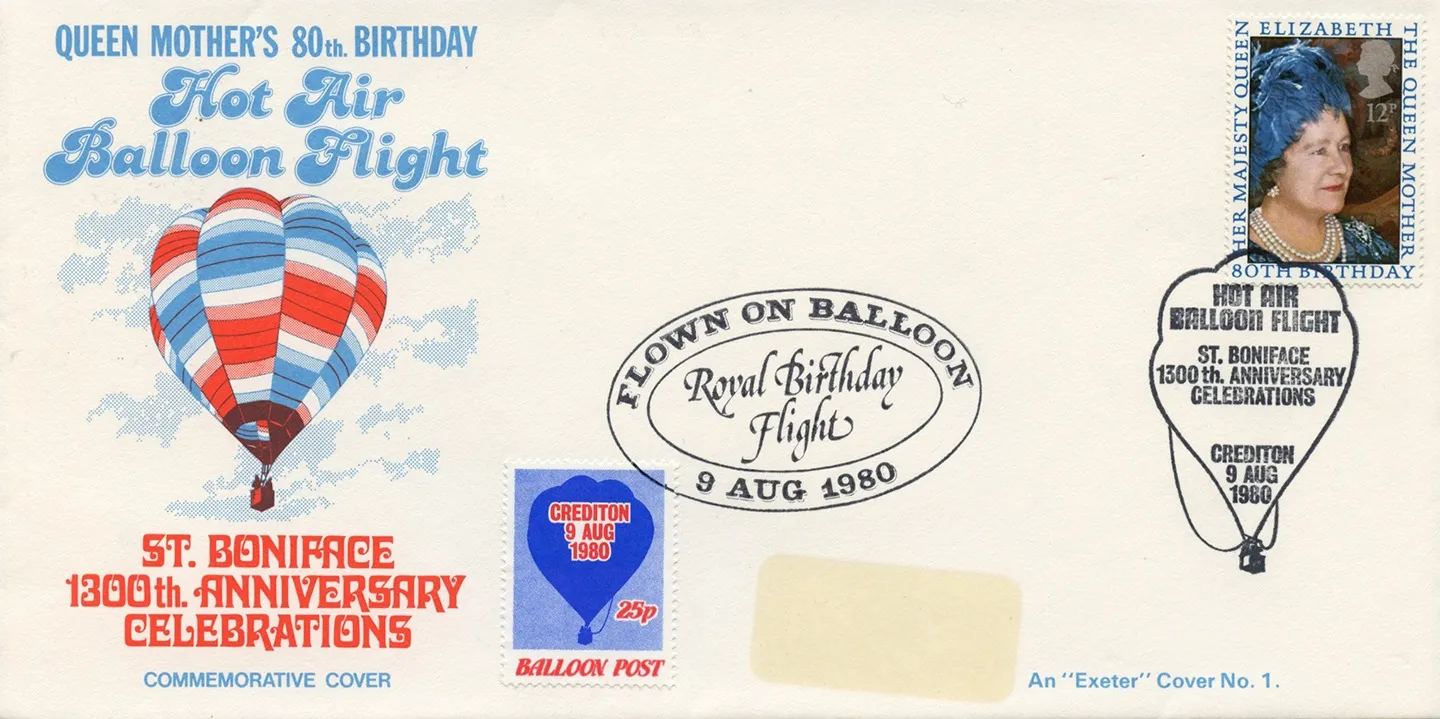 QUEEN MOTHER'S 80th. BIRTHDAY
Hot Air
Balloon Flight
ST. BONIFACE
1300th. ANNIVERSARY
CELEBRATIONS
COMMEMORATIVE COVER
CREDITON
9 AUG
1980
25p
BALLOON POST
FLOWN ON BALLOON
Royal Birthday
Flight
9 AUG 1980
HER MAJESTY QUEEN
ELIZABETH
THE QUEEN MOTHER
12P
80TH BIRTHDAY
HOT AIR
BALLOON FLIGHT
ST. BONIFACE
1300th. ANNIVERSARY
CELEBRATIONS
CREDITON
9 AUG
1980
An "Exeter" Cover No. 1.